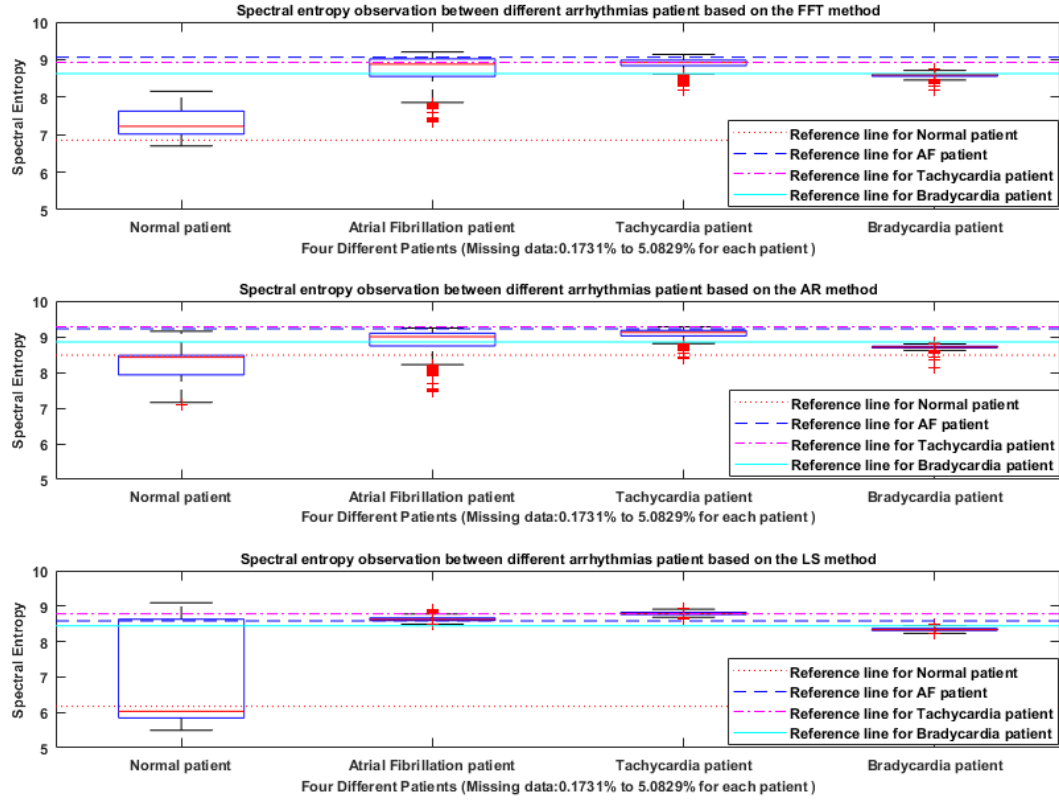 Spectral entropy observation between different arrhythmias patient based on the FFT method
10
9
8
7
6
5
Spectral Entropy
Reference line for Normal patient
Reference line for AF patient
Reference line for Tachycardia patient
Reference line for Bradycardia patient
Normal patient
Atrial Fibrillation patient
Tachycardia patient
Bradycardia patient
Four Different Patients (Missing data:0.1731% to 5.0829% for each patient )
Spectral entropy observation between different arrhythmias patient based on the AR method
10
9
8
7
6
5
Spectral Entropy
Reference line for Normal patient
Reference line for AF patient
Reference line for Tachycardia patient
Reference line for Bradycardia patient
Normal patient
Atrial Fibrillation patient
Tachycardia patient
Bradycardia patient
Four Different Patients (Missing data:0.1731% to 5.0829% for each patient )
Spectral entropy observation between different arrhythmias patient based on the LS method
10
9
8
7
6
5
Spectral Entropy
Reference line for Normal patient
Reference line for AF patient
Reference line for Tachycardia patient
Reference line for Bradycardia patient
Normal patient
Atrial Fibrillation patient
Tachycardia patient
Bradycardia patient
Four Different Patients (Missing data:0.1731% to 5.0829% for each patient )